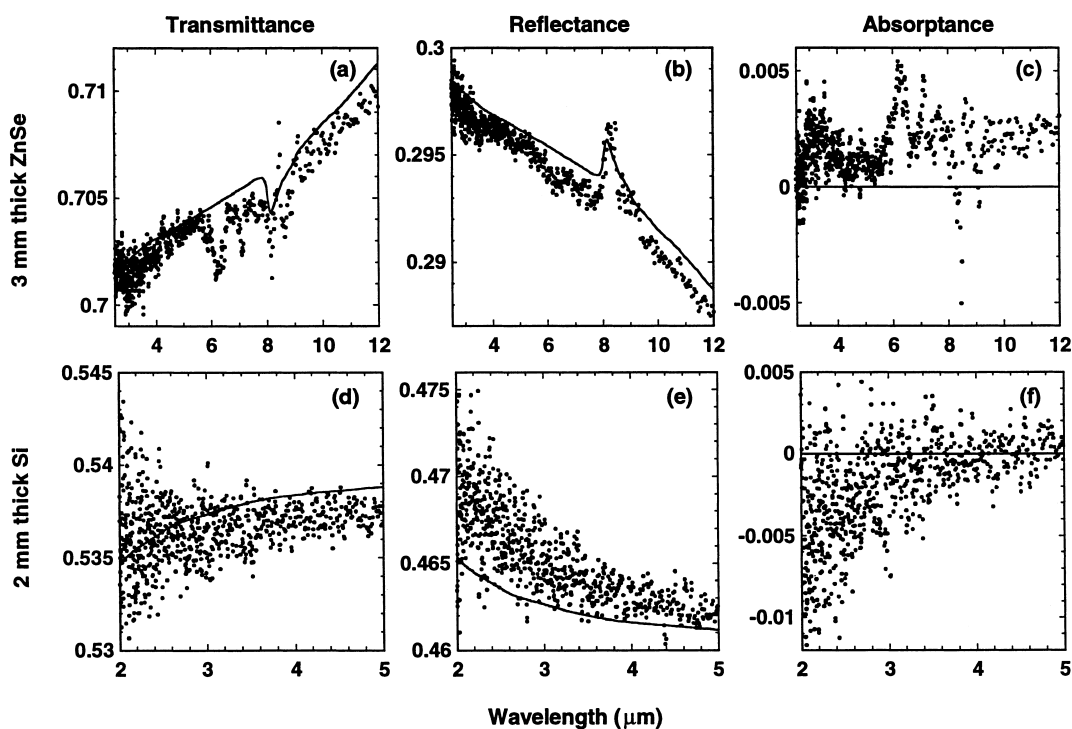 Transmittance Reflectance Absorptance
3 mm thick ZnSe
(a)
0.71
0.705
0.7
4 6 8 10 12
(b)
0.3
0.295
0.29
4 6 8 10 12
(c)
0.005
0
-0.005
4 6 8 10 12
2 mm thick Si
(d)
0.545
0.54
0.535
0.53
2 3 4 5
(e)
0.475
0.47
0.465
0.46
2 3 4 5
(f)
0.005
0
-0.005
-0.01
2 3 4 5
Wavelength (μm)